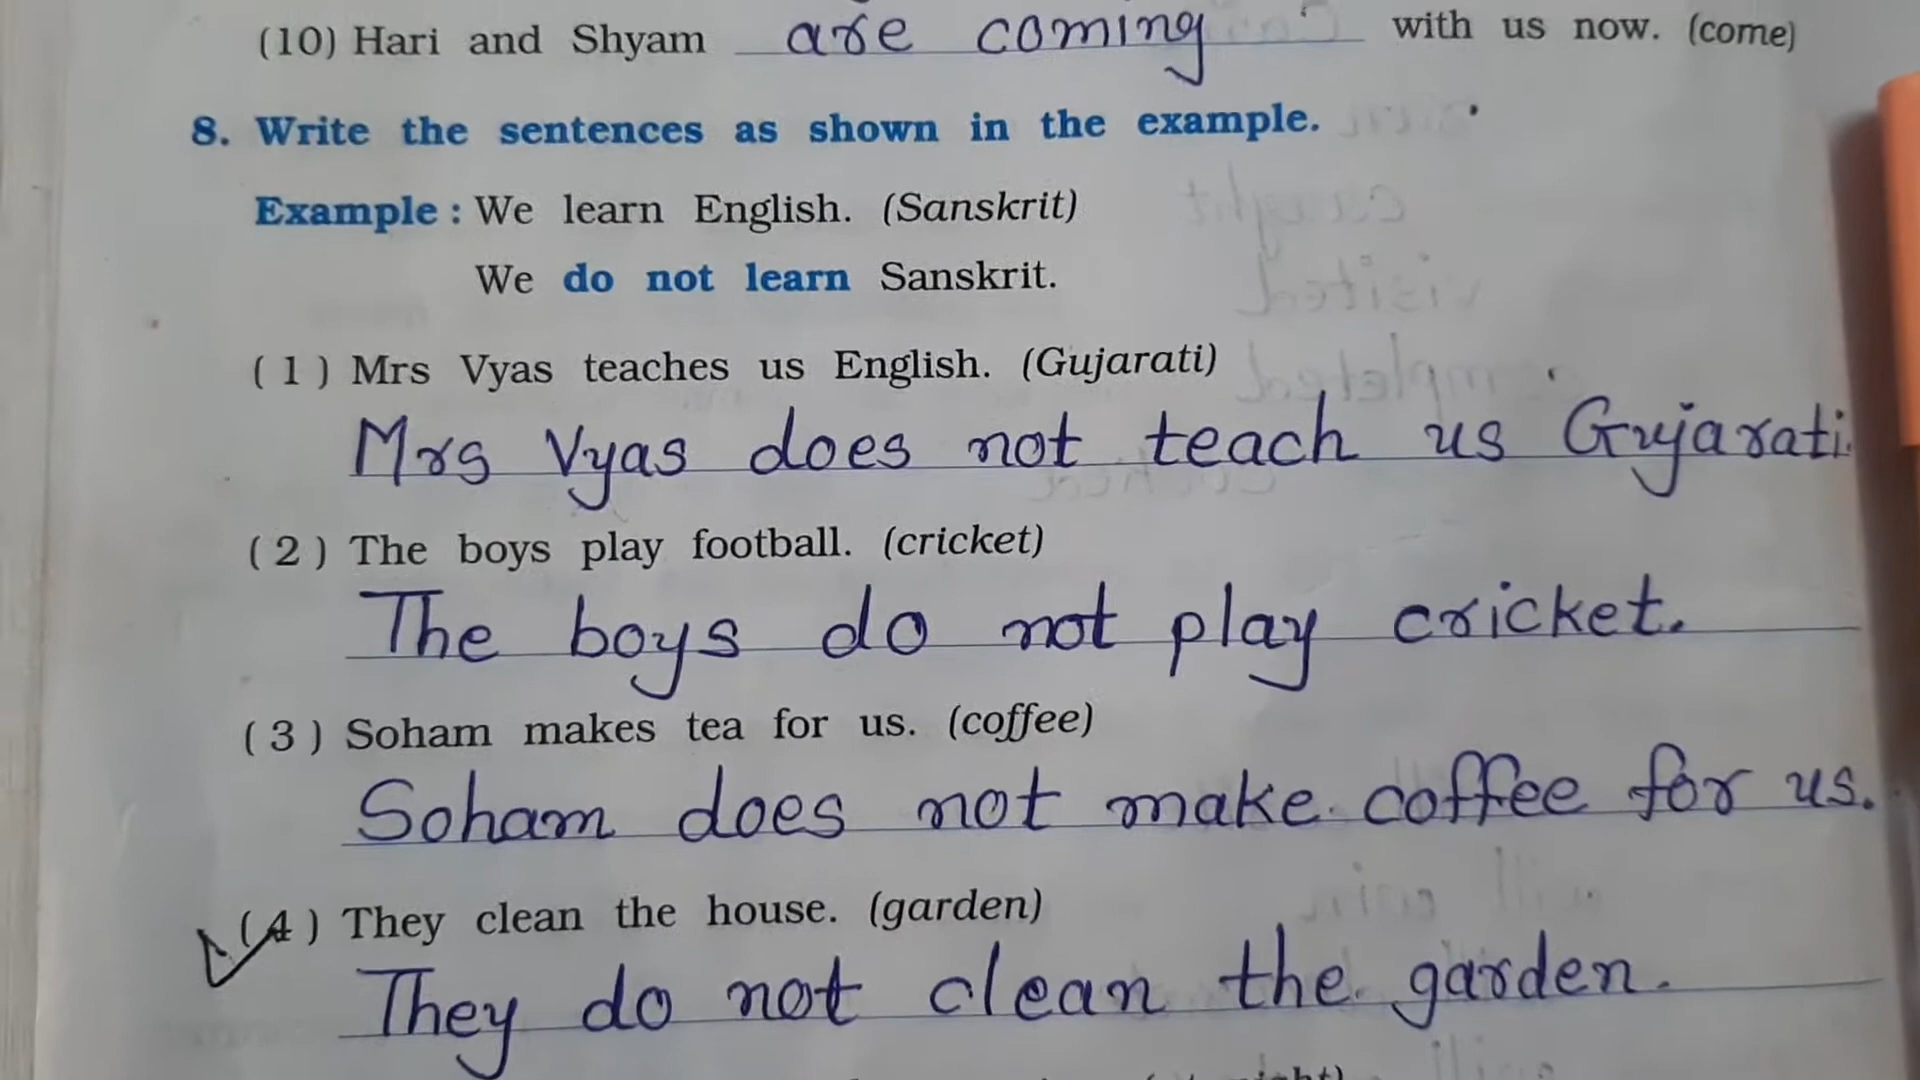 (10) Hari and Shyam are coming with us now. (come)
8. Write the sentences as shown in the example.
Example : We learn English. (Sanskrit)
We do not learn Sanskrit.
( 1 ) Mrs Vyas teaches us English. (Gujarati)
Mrs Vyas does not teach us Gujarati.
( 2 ) The boys play football. (cricket)
The boys do not play cricket.
( 3 ) Soham makes tea for us. (coffee)
Soham does not make coffee for us.
( 4 ) They clean the house. (garden)
They do not clean the garden.